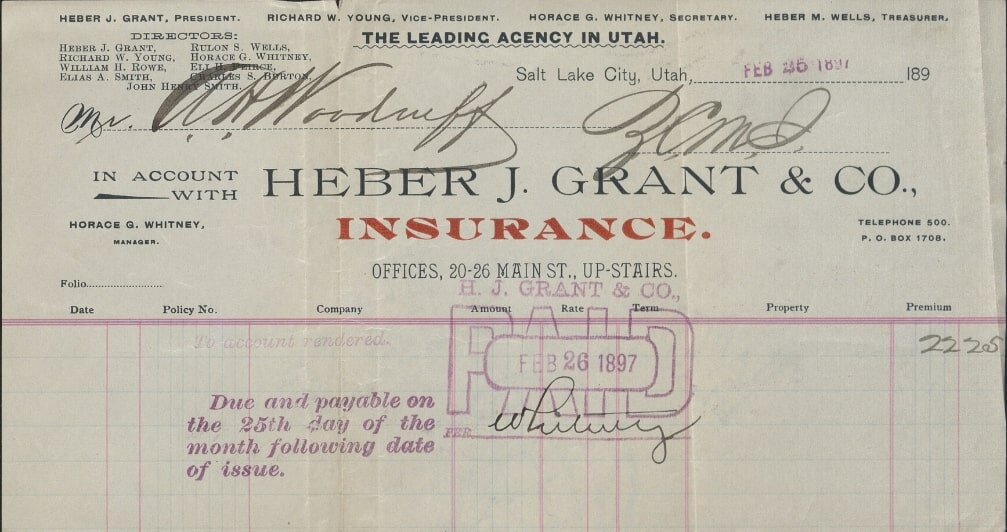 HEBER J. GRANT, PRESIDENT. RICHARD W. YOUNG, VICE-PRESIDENT. HORACE G. WHITNEY, SECRETARY. HEBER M. WELLS, TREASURER.
DIRECTORS:
HEBER J. GRANT, RULON S. WELLS,
RICHARD W. YOUNG, HORACE G. WHITNEY,
WILLIAM H. ROWE, ELI H. PEIRCE,
ELIAS A. SMITH, CHARLES S. BURTON,
JOHN HENRY SMITH.
THE LEADING AGENCY IN UTAH.
Salt Lake City, Utah, FEB 25 1897 189
Mr. A. H. Woodruff Z.C.M.I.
IN ACCOUNT
WITH
HEBER J. GRANT & CO.,
INSURANCE.
HORACE G. WHITNEY,
MANAGER.
TELEPHONE 500.
P. O. BOX 1708.
OFFICES, 20-26 MAIN ST., UP-STAIRS.
Folio
H. J. GRANT & CO.,
Date Policy No. Company Amount Rate Term Property Premium
To account rendered. 22 25
PAID
FEB 26 1897
PER Whitney
Due and payable on
the 25th day of the
month following date
of issue.